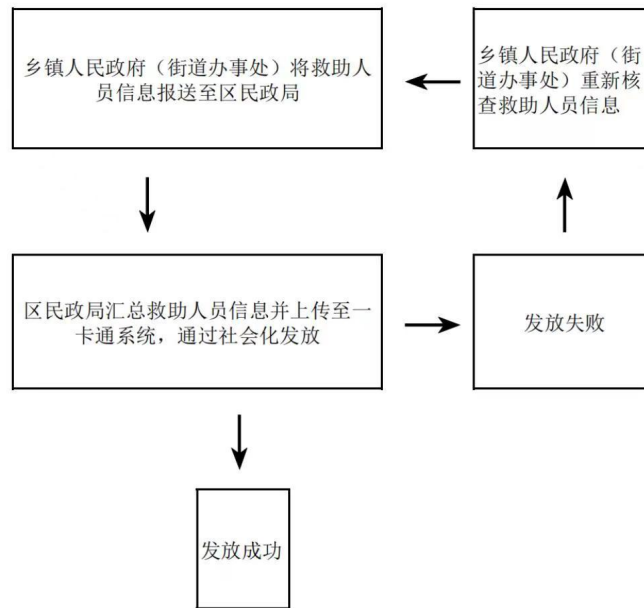 乡镇人民政府（街道办事处）将救助人
员信息报送至区民政局
乡镇人民政府（街
道办事处）重新核
查救助人员信息
区民政局汇总救助人员信息并上传至一
卡通系统，通过社会化发放
发放失败
发放成功